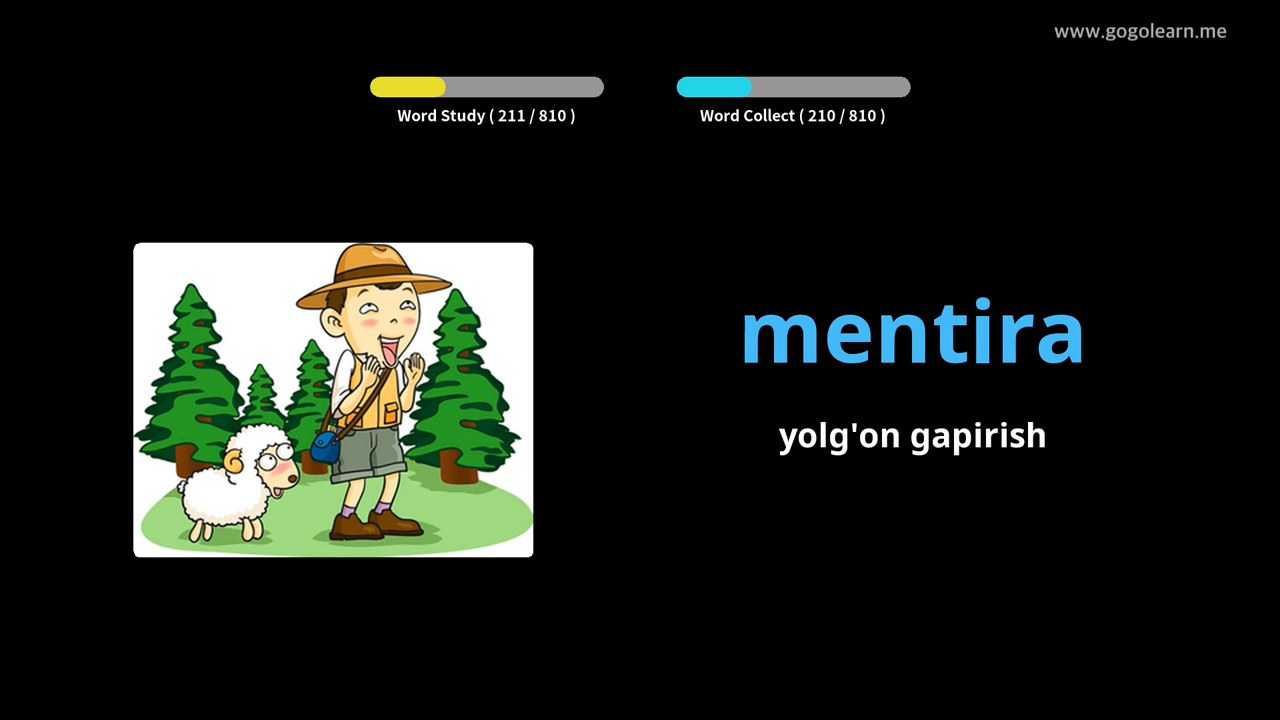 www.gogolearn.me
Word Study ( 211 / 810 )
Word Collect ( 210 / 810 )
mentira
yolg'on gapirish